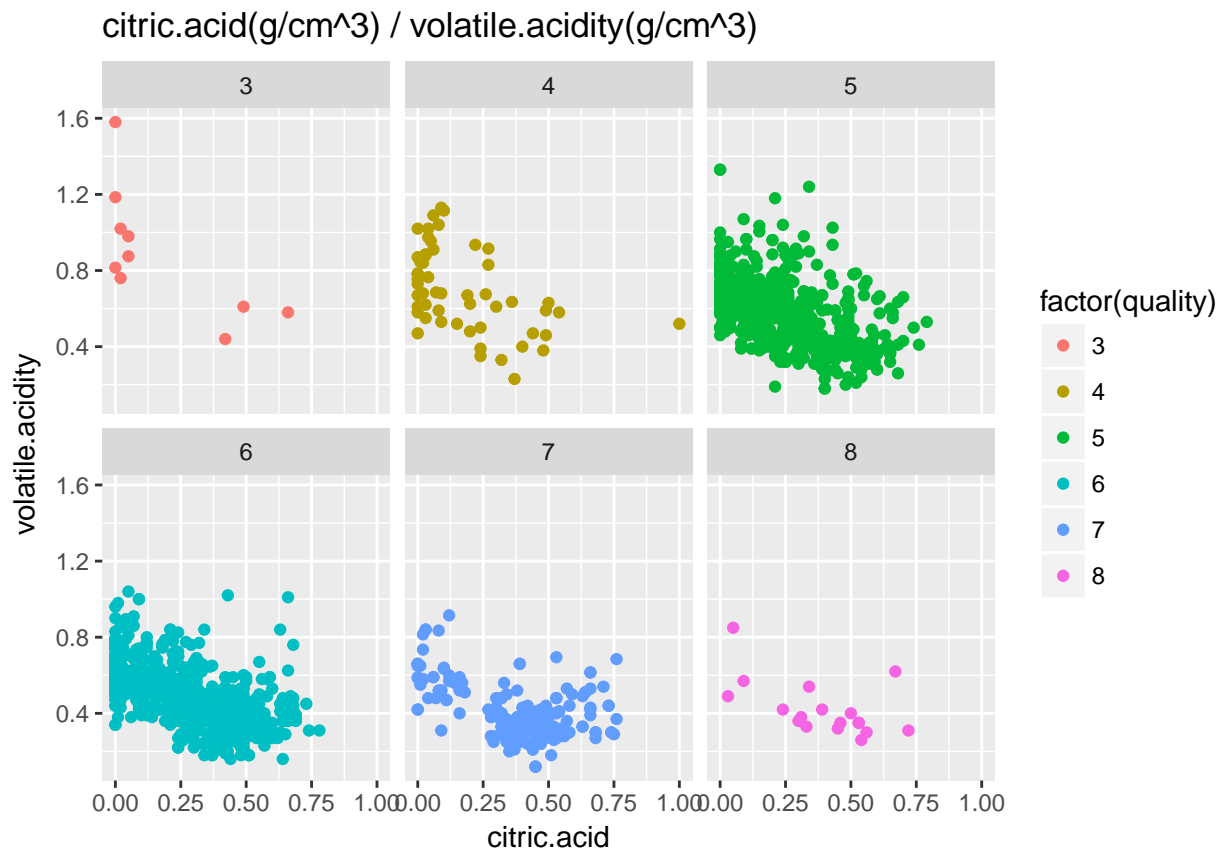 citric.acid(g/cm^3) / volatile.acidity(g/cm^3)
3 4 5
1.6
1.2
0.8
0.4
6 7 8
1.6
1.2
0.8
0.4
volatile.acidity
0.00 0.25 0.50 0.75 1.00 0.00 0.25 0.50 0.75 1.00 0.00 0.25 0.50 0.75 1.00
citric.acid
factor(quality)
3
4
5
6
7
8